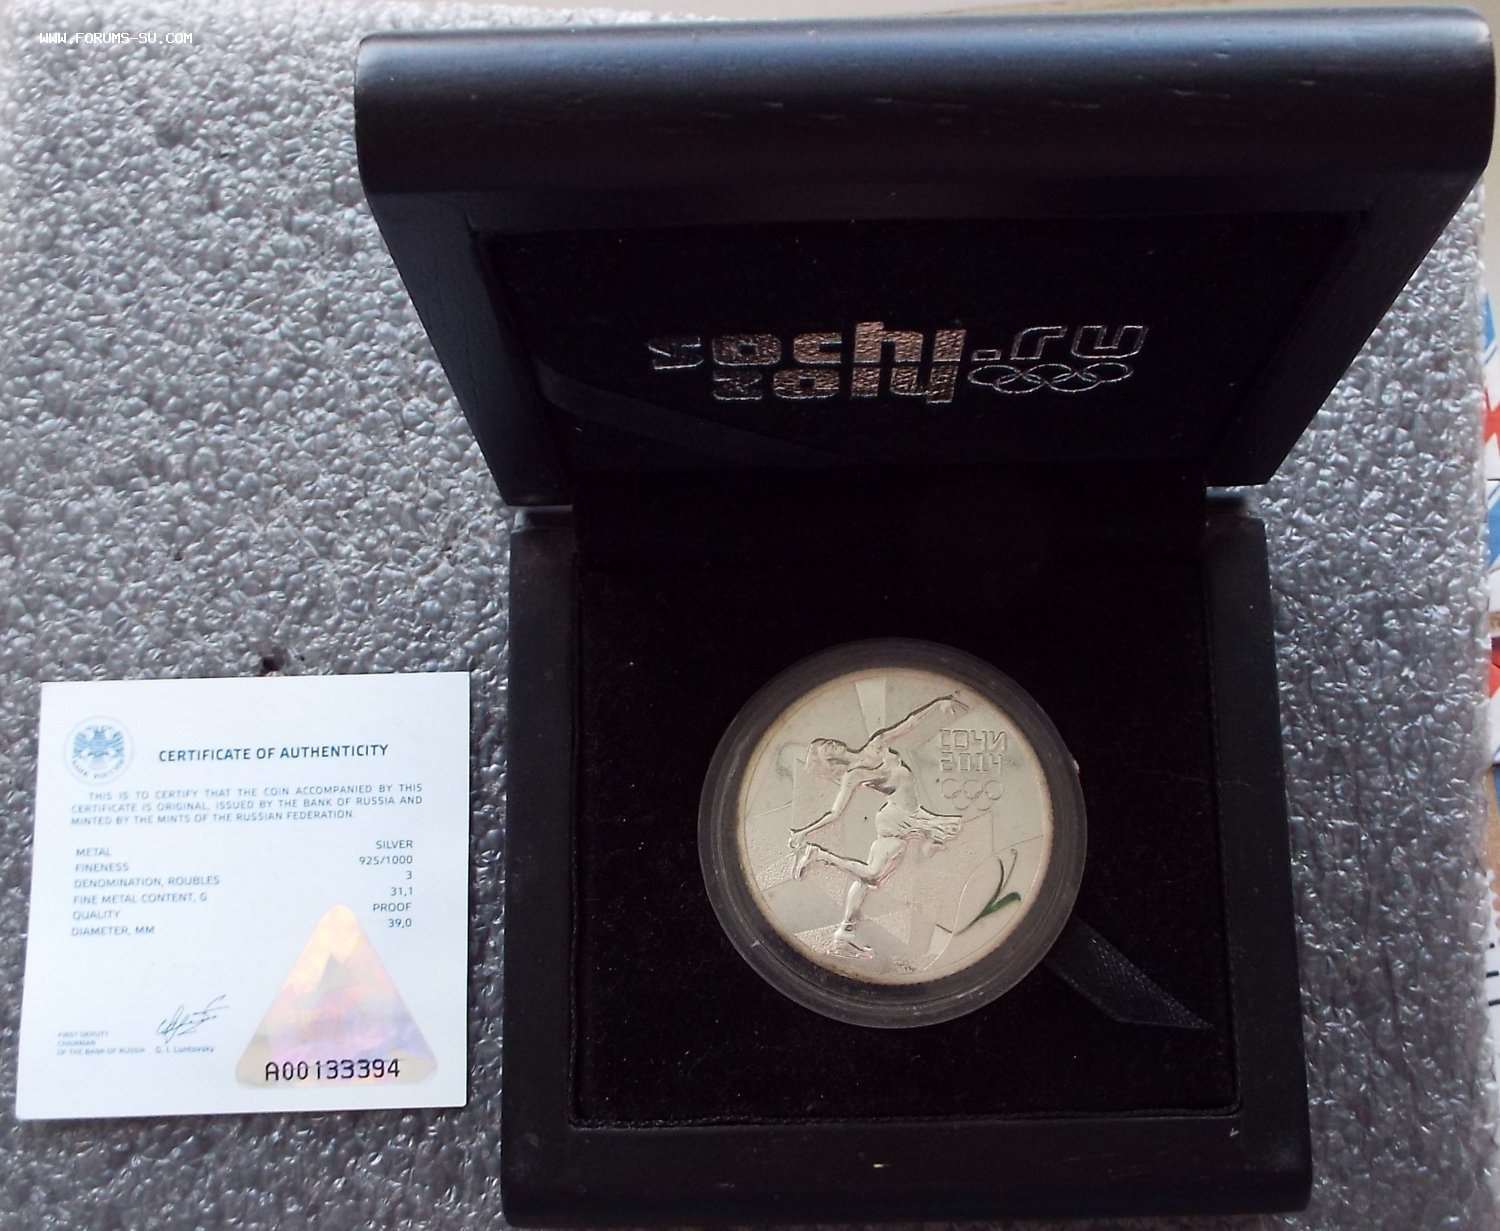 WWW.FORUMS-SU.COM
sochi.ru
2014
СОЧИ
2014
БАНК РОССИИ
CERTIFICATE OF AUTHENTICITY
THIS IS TO CERTIFY THAT THE COIN ACCOMPANIED BY THIS
CERTIFICATE IS ORIGINAL, ISSUED BY THE BANK OF RUSSIA AND
MINTED BY THE MINTS OF THE RUSSIAN FEDERATION.
METAL SILVER
FINENESS 925/1000
DENOMINATION, ROUBLES 3
FINE METAL CONTENT, G 31,1
QUALITY PROOF
DIAMETER, MM 39,0
FIRST DEPUTY
CHAIRMAN
OF THE BANK OF RUSSIA G. I. Luntovsky
A00133394